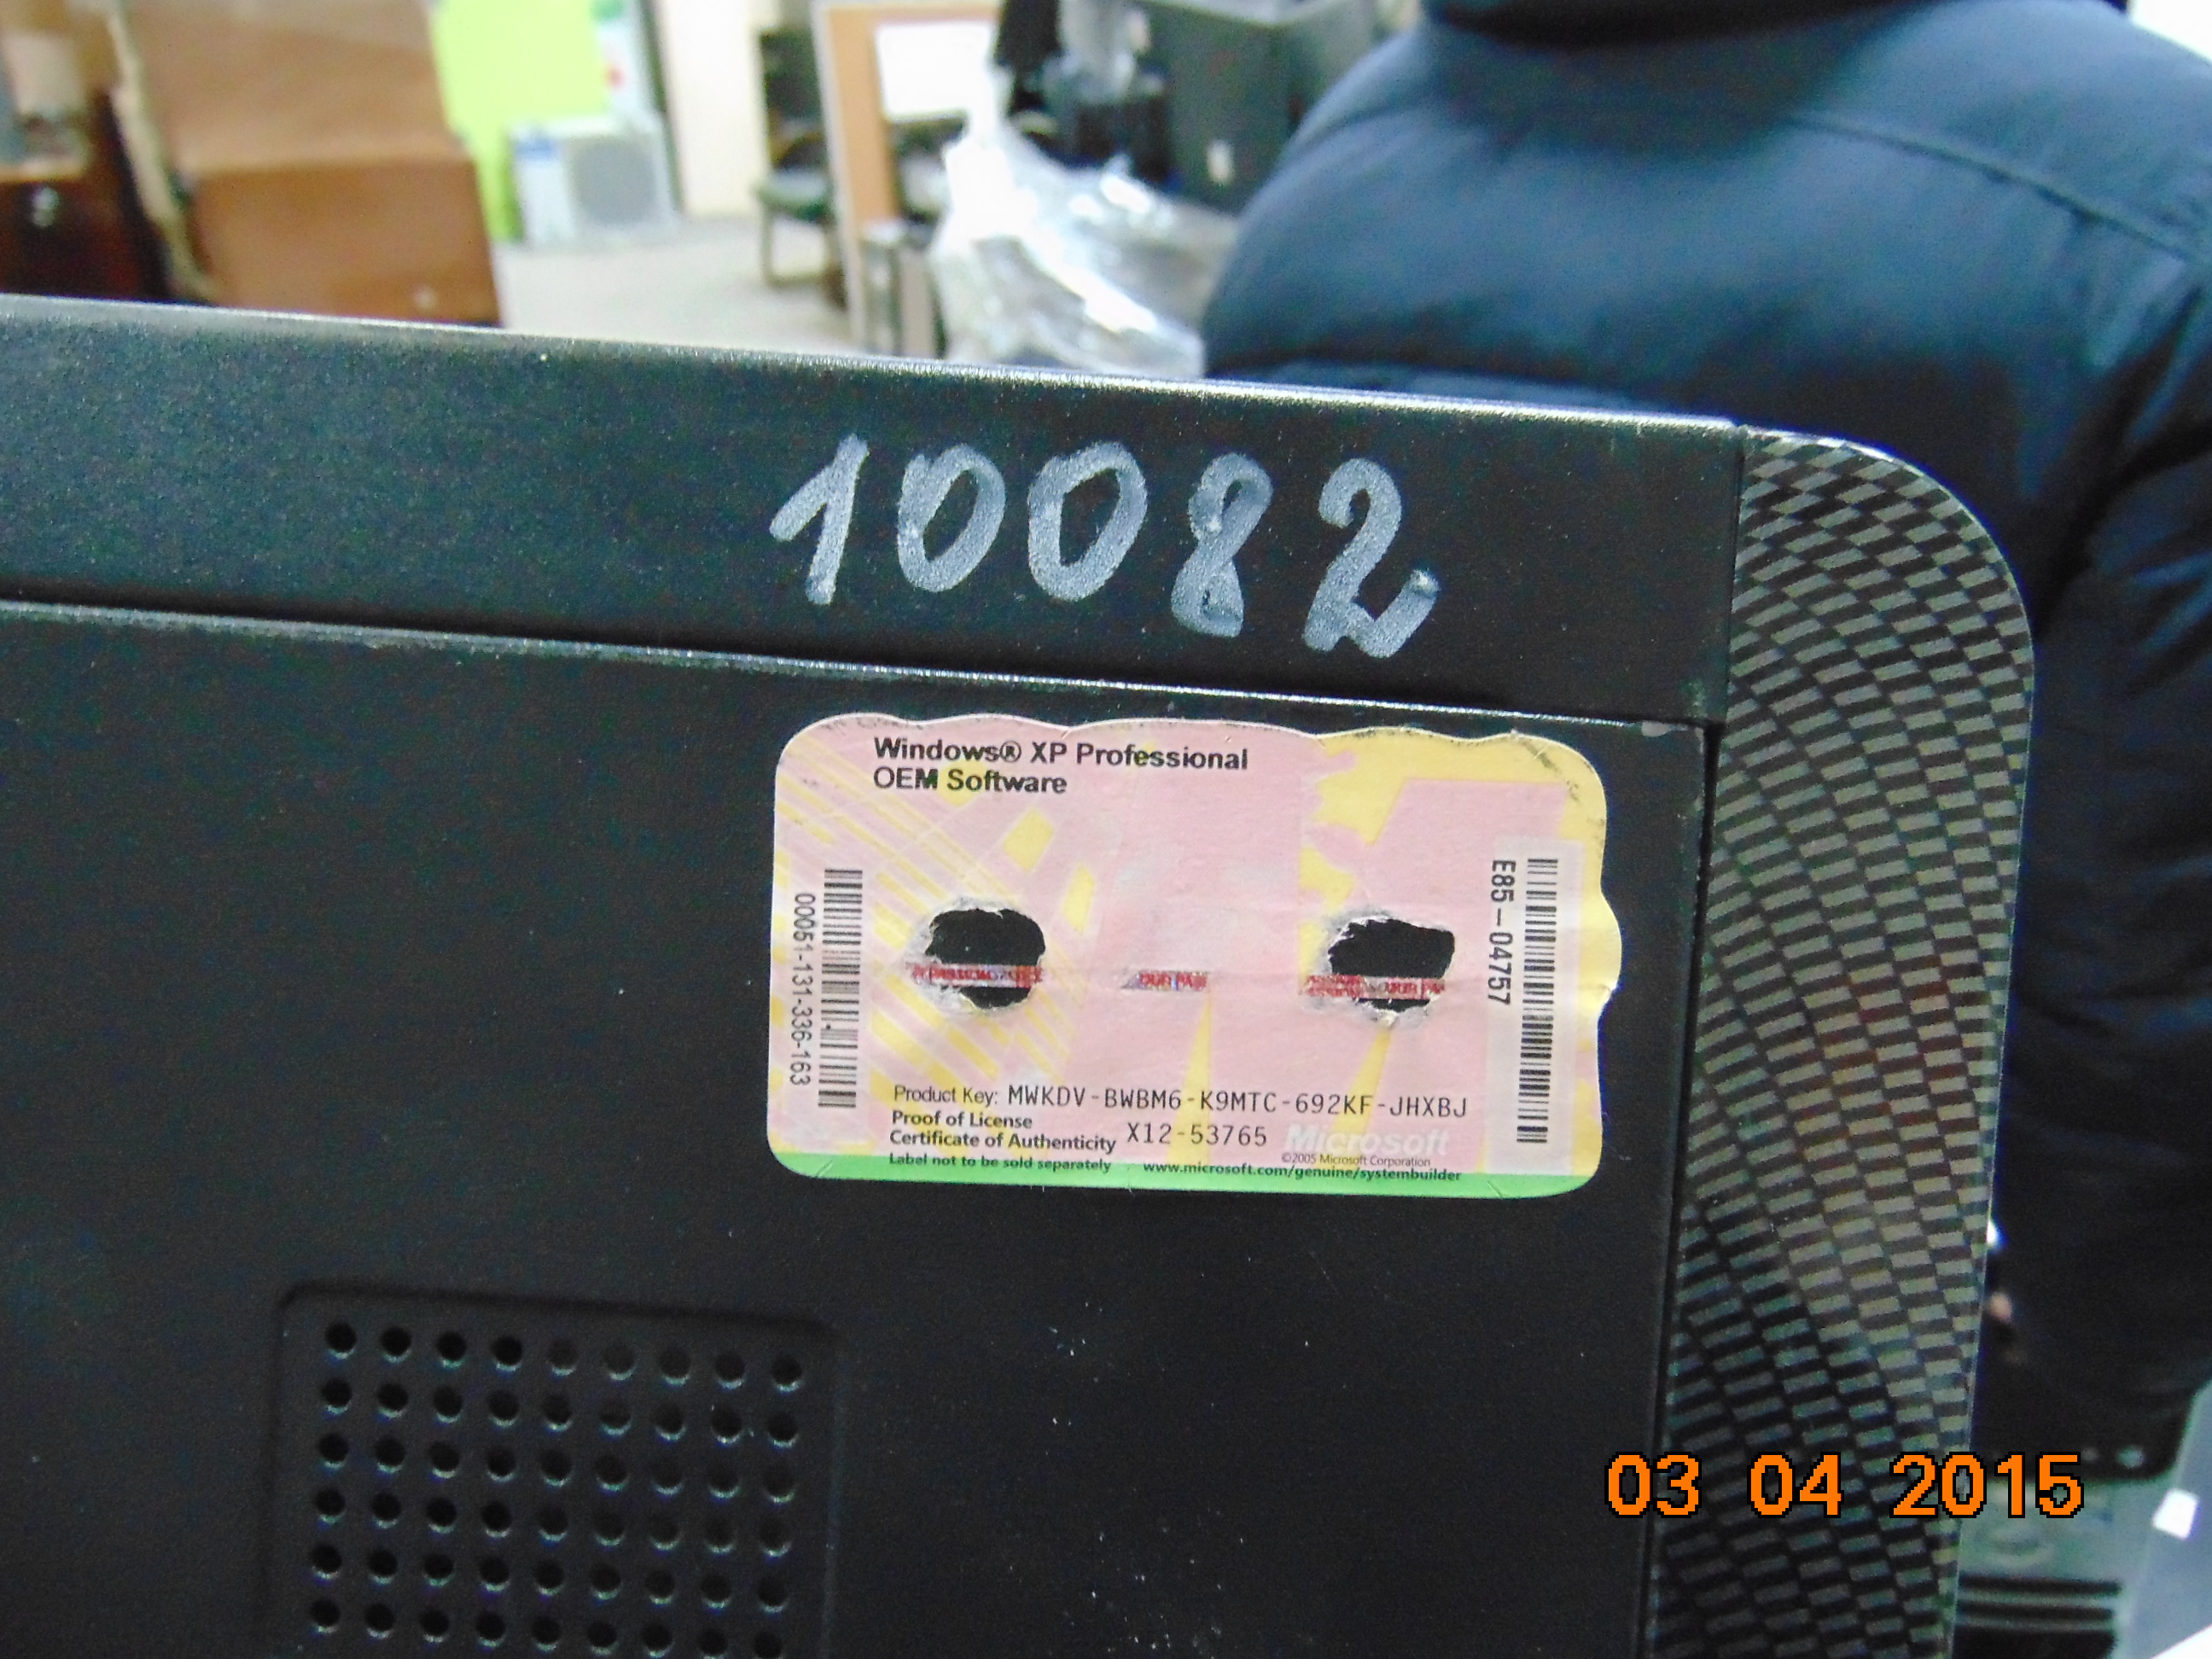 10082
Windows® XP Professional
OEM Software
00051-131-336-163
E85-04757
Product Key: MWKDV-BWBM6-K9MTC-692KF-JHXBJ
Proof of License
Certificate of Authenticity X12-53765
Microsoft
©2005 Microsoft Corporation
Label not to be sold separately www.microsoft.com/genuine/systembuilder
03 04 2015